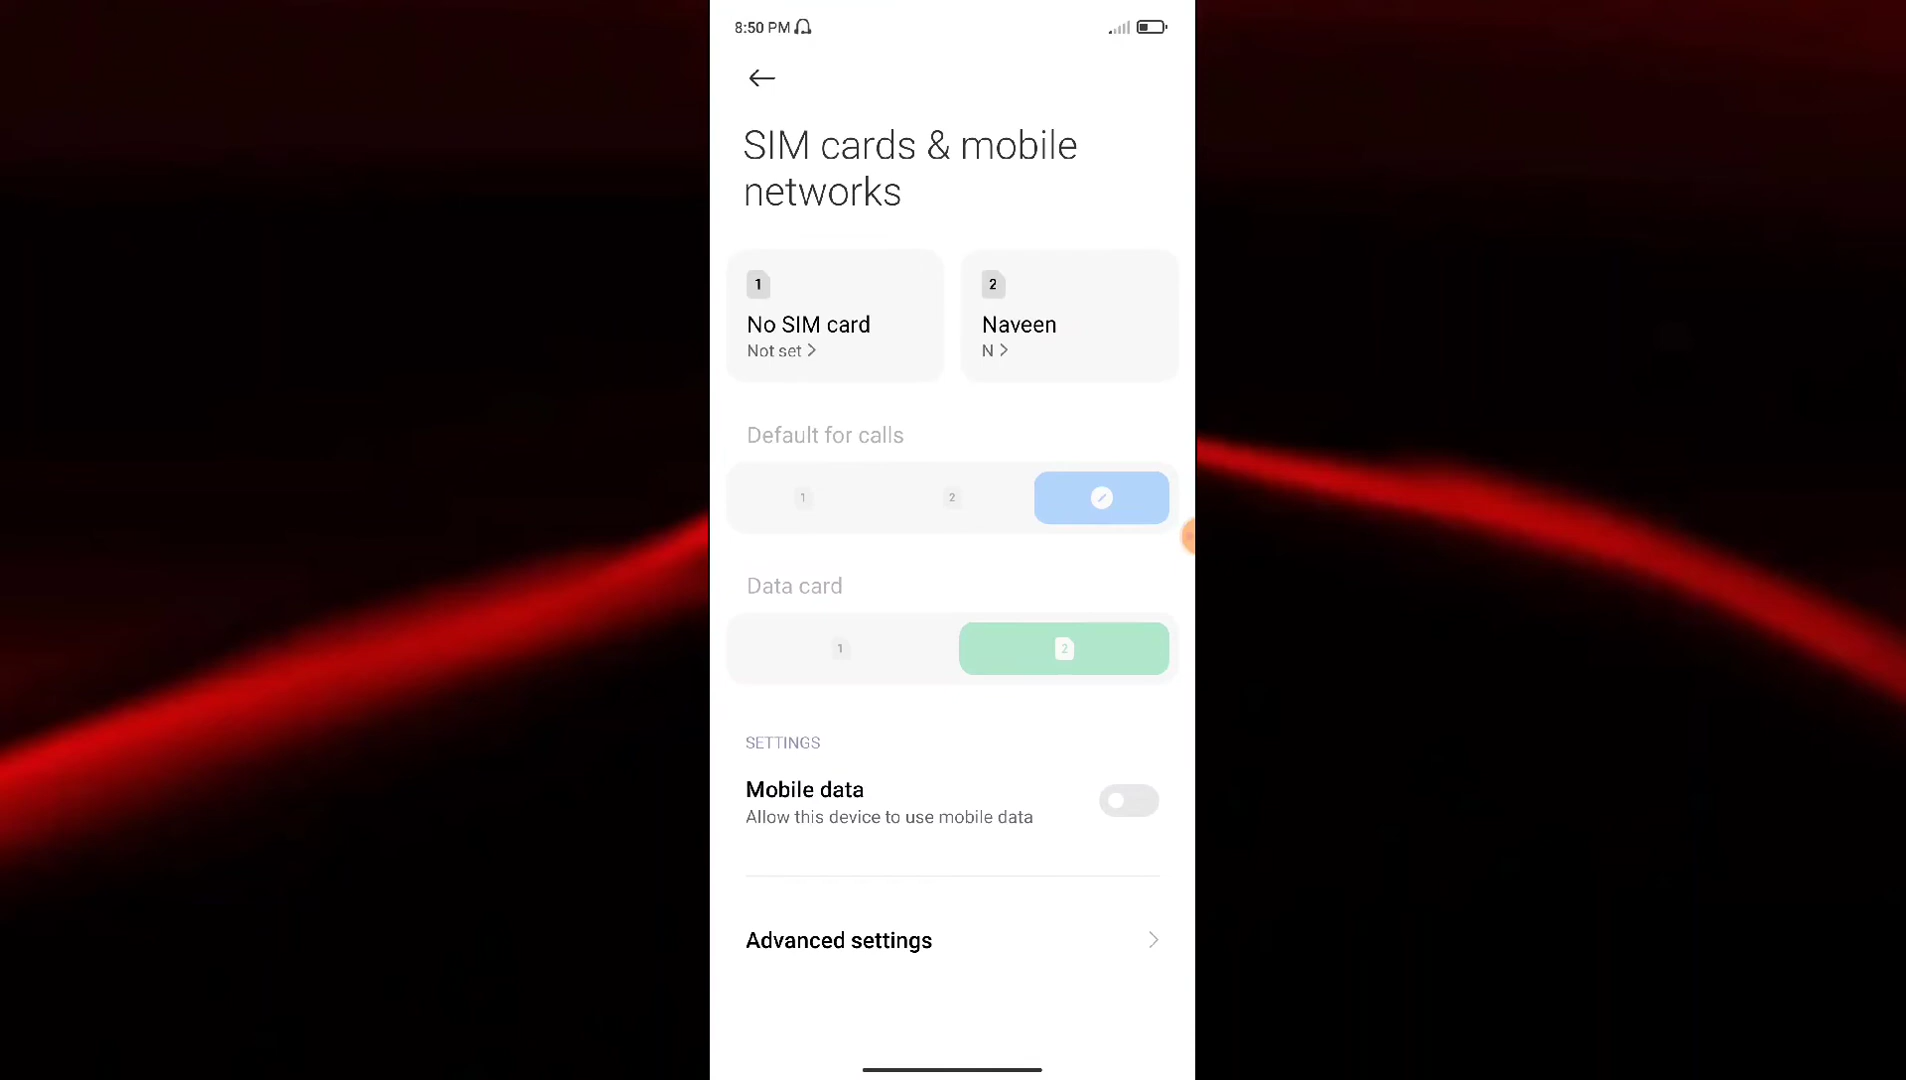 8:50 PM
SIM cards & mobile
networks
1
No SIM card
Not set
2
Naveen
N
Default for calls
1
2
Data card
1
2
SETTINGS
Mobile data
Allow this device to use mobile data
Advanced settings